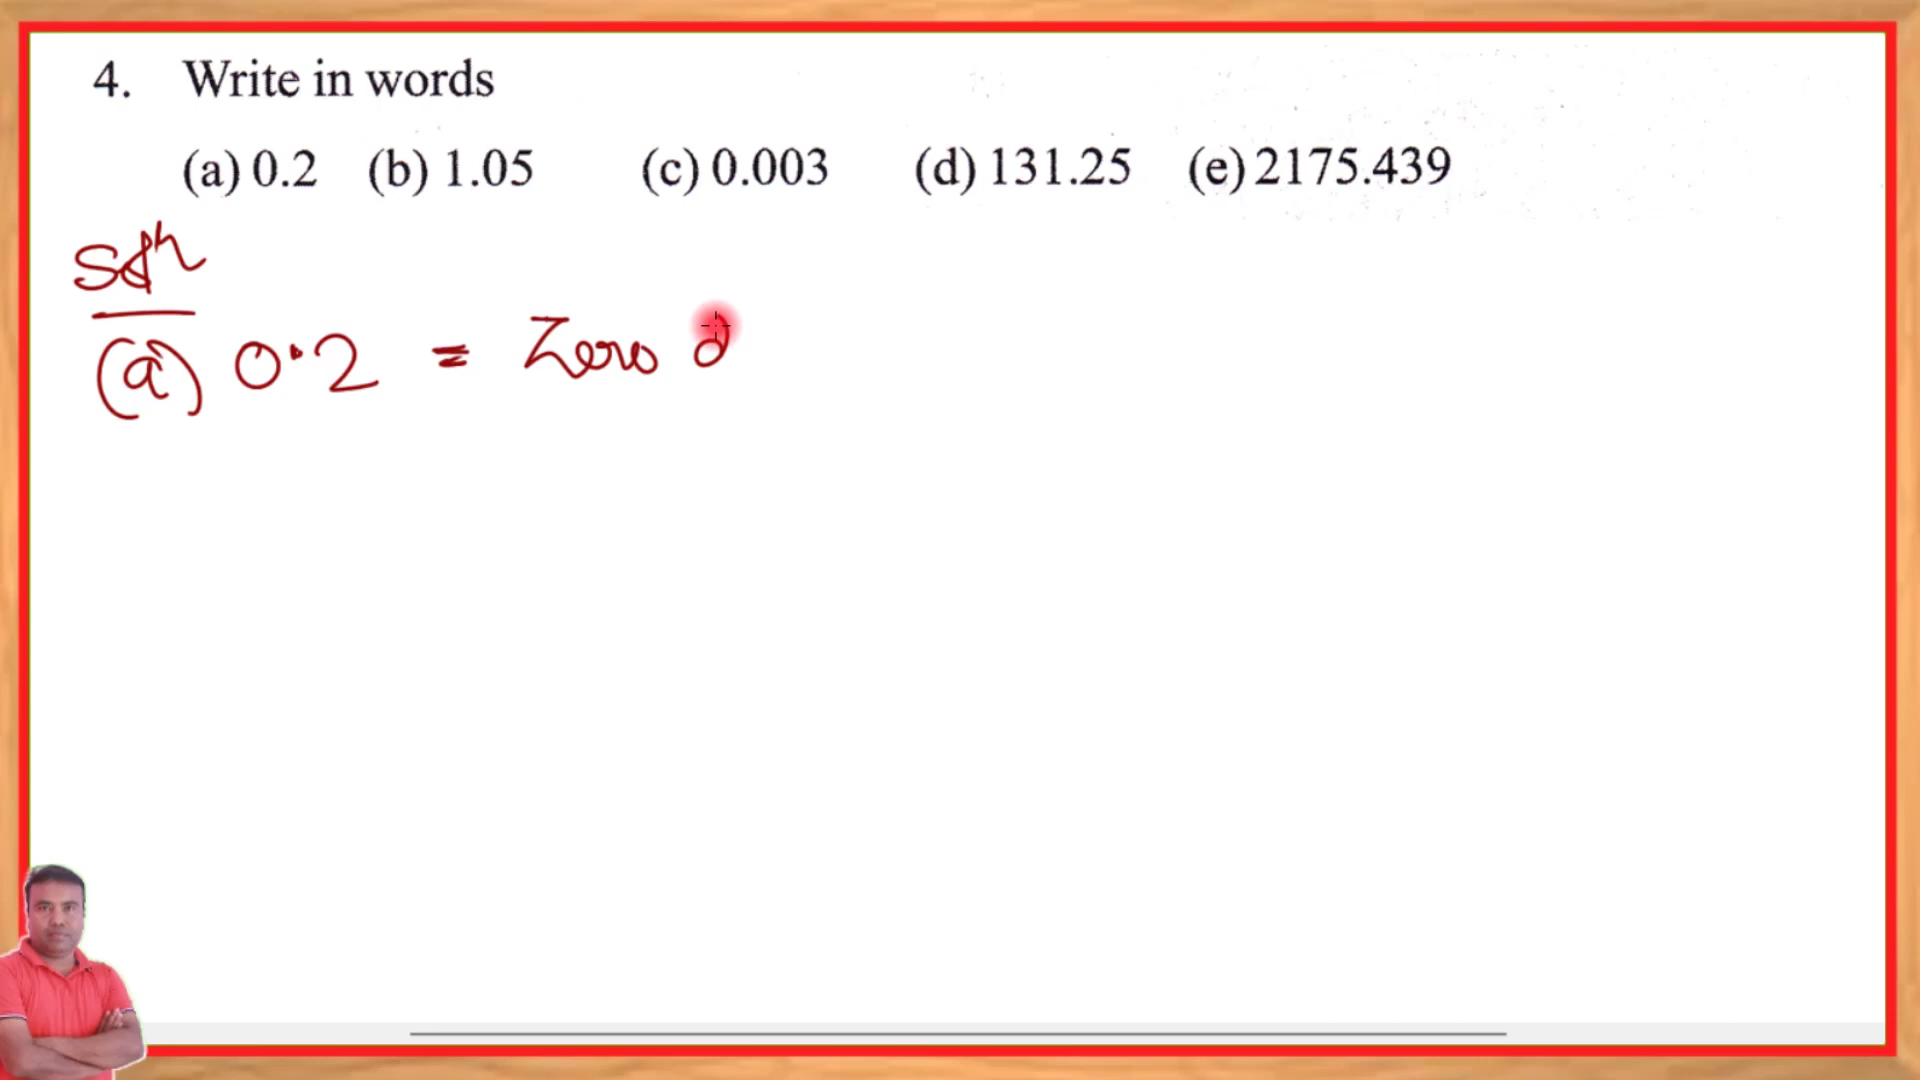 4. Write in words
(a) 0.2 (b) 1.05 (c) 0.003 (d) 131.25 (e) 2175.439
Solⁿ
(a) 0.2 = Zero d